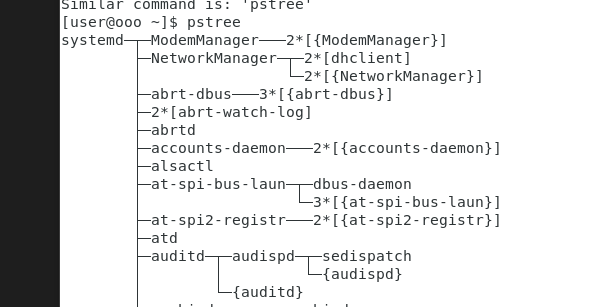 Similar command is: 'pstree'
[user@ooo ~]$ pstree
systemd─┬─ModemManager───2*[{ModemManager}]
├─NetworkManager─┬─2*[dhclient]
└─2*[{NetworkManager}]
├─abrt-dbus───3*[{abrt-dbus}]
├─2*[abrt-watch-log]
├─abrtd
├─accounts-daemon───2*[{accounts-daemon}]
├─alsactl
├─at-spi-bus-laun─┬─dbus-daemon
└─3*[{at-spi-bus-laun}]
├─at-spi2-registr───2*[{at-spi2-registr}]
├─atd
├─auditd─┬─audispd─┬─sedispatch
└─{audispd}
└─{auditd}